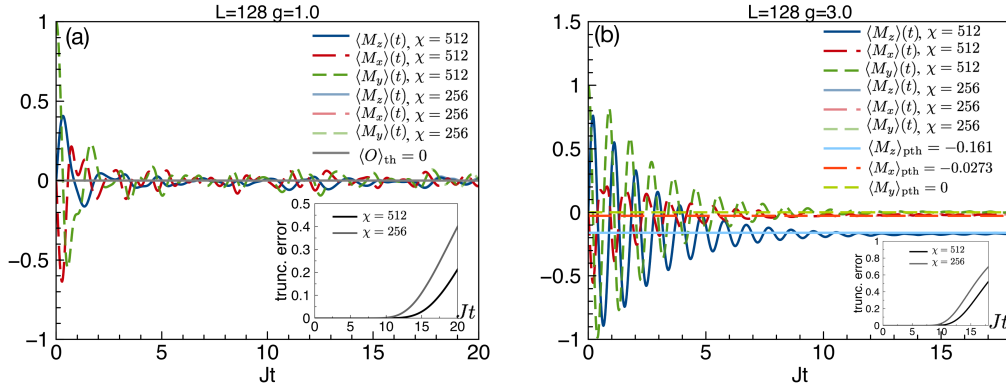 L=128 g=1.0
(a)
1
0.5
0
−0.5
−1
⟨M_z⟩(t), χ = 512
⟨M_x⟩(t), χ = 512
⟨M_y⟩(t), χ = 512
⟨M_z⟩(t), χ = 256
⟨M_x⟩(t), χ = 256
⟨M_y⟩(t), χ = 256
⟨O⟩_th = 0
trunc. error
0.5
0.4
0.3
0.2
0.1
0
χ = 512
χ = 256
0 5 10 15 20
Jt
0 5 10 15 20
Jt
L=128 g=3.0
(b)
1.5
1
0.5
0
−0.5
−1
⟨M_z⟩(t), χ = 512
⟨M_x⟩(t), χ = 512
⟨M_y⟩(t), χ = 512
⟨M_z⟩(t), χ = 256
⟨M_x⟩(t), χ = 256
⟨M_y⟩(t), χ = 256
⟨M_z⟩_pth = −0.161
⟨M_x⟩_pth = −0.0273
⟨M_y⟩_pth = 0
trunc. error
1
0.8
0.6
0.4
0.2
0
χ = 512
χ = 256
0 5 10 15
Jt
0 5 10 15
Jt